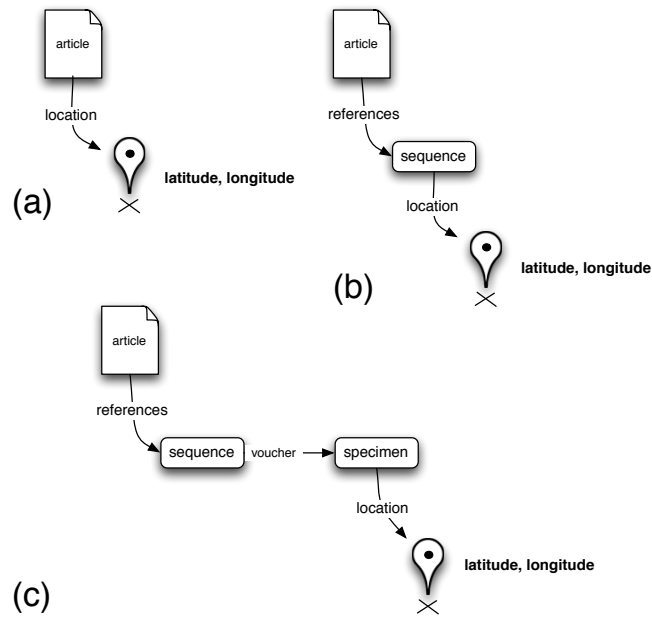 article
location
latitude, longitude
(a)
article
references
sequence
location
latitude, longitude
(b)
article
references
sequence
voucher
specimen
location
latitude, longitude
(c)